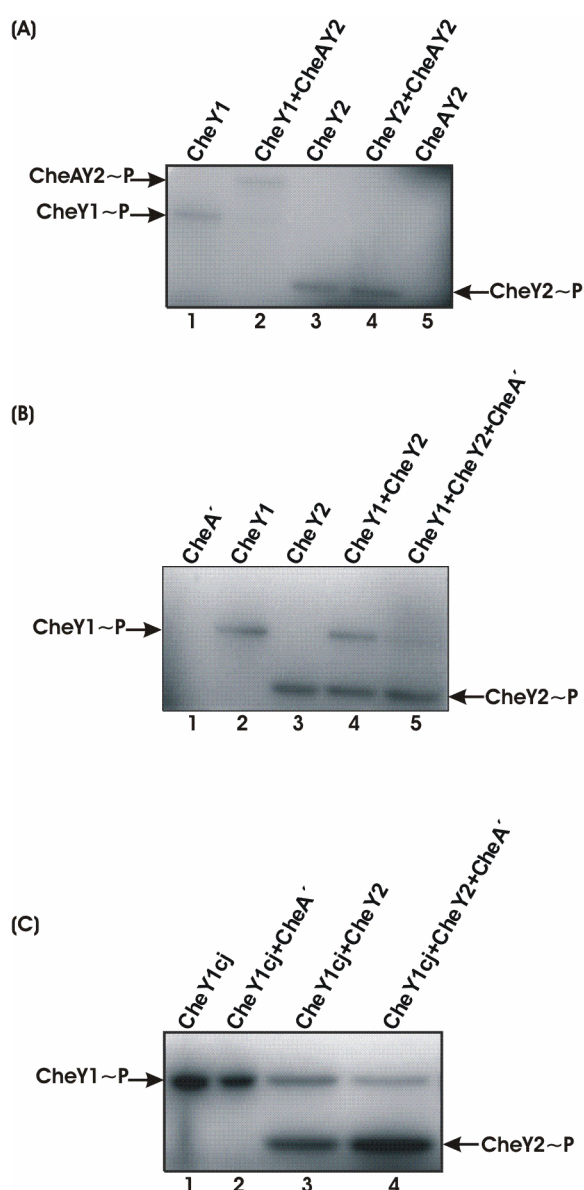 (A)
CheY1
CheY1+CheAY2
CheY2
CheY2+CheAY2
CheAY2
CheAY2~P
CheY1~P
CheY2~P
1 2 3 4 5
(B)
CheA´
CheY1
CheY2
CheY1+CheY2
CheY1+CheY2+CheA´
CheY1~P
CheY2~P
1 2 3 4 5
(C)
CheY1cj
CheY1cj+CheA´
CheY1cj+CheY2
CheY1cj+CheY2+CheA´
CheY1~P
CheY2~P
1 2 3 4